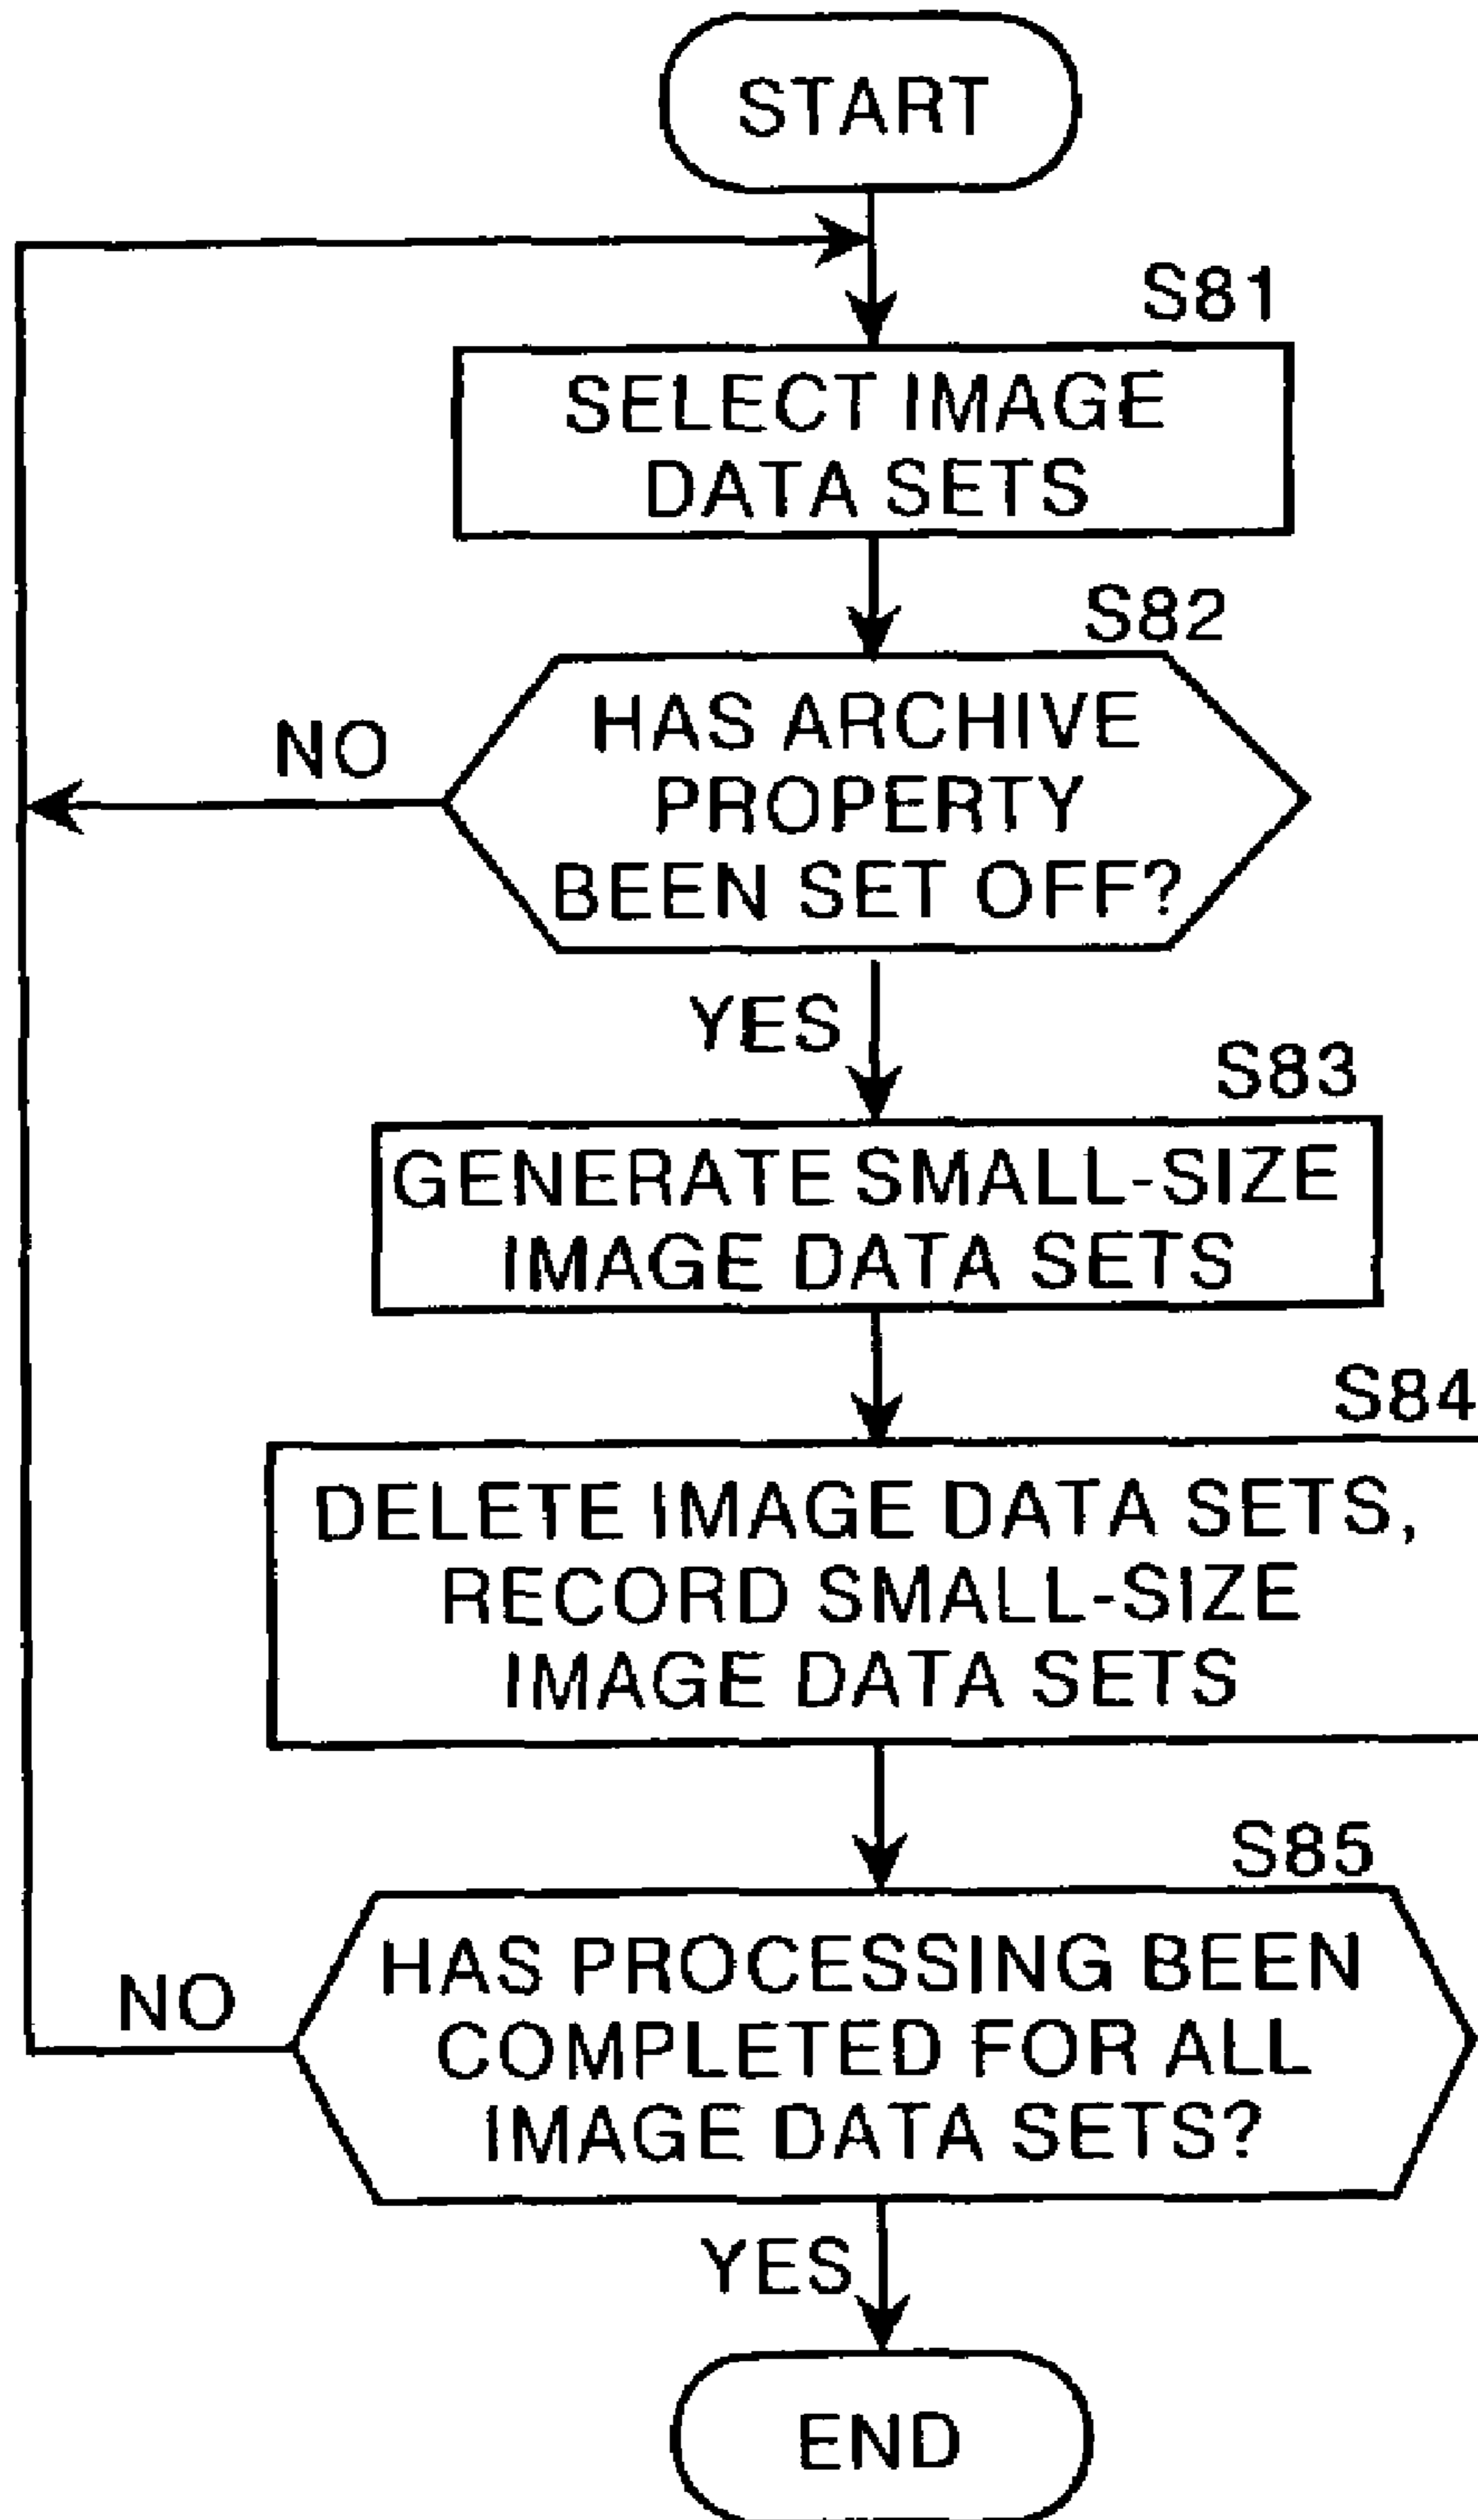 START
S81
SELECT IMAGE
DATA SETS
S82
HAS ARCHIVE
PROPERTY
BEEN SET OFF?
NO
YES
S83
GENERATE SMALL-SIZE
IMAGE DATA SETS
S84
DELETE IMAGE DATA SETS,
RECORD SMALL-SIZE
IMAGE DATA SETS
S85
HAS PROCESSING BEEN
COMPLETED FOR ALL
IMAGE DATA SETS?
NO
YES
END